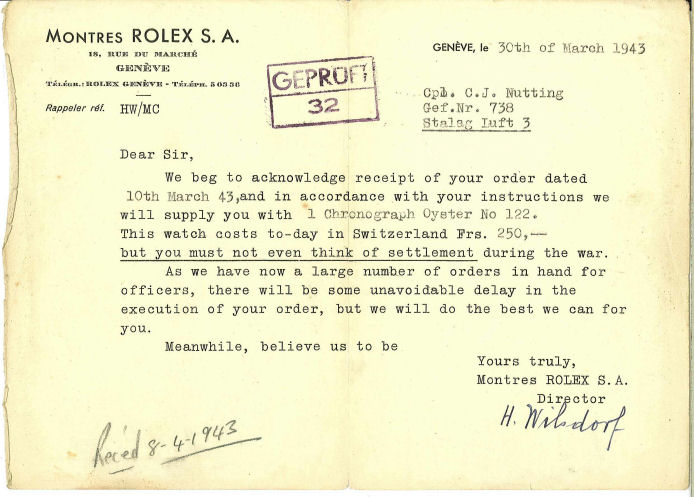 MONTRES ROLEX S. A.
18, RUE DU MARCHÉ
GENÈVE
TÉLÉGR.: ROLEX GENÈVE - TÉLÉPH. 50336
Rappeler réf. HW/MC
GENÈVE, le 30th of March 1943
GEPRÜFT
32
Cpl. C.J. Nutting
Gef.Nr. 738
Stalag Luft 3
Dear Sir,
We beg to acknowledge receipt of your order dated
10th March 43,and in accordance with your instructions we
will supply you with 1 Chronograph Oyster No 122.
This watch costs to-day in Switzerland Frs. 250,--
but you must not even think of settlement during the war.
As we have now a large number of orders in hand for
officers, there will be some unavoidable delay in the
execution of your order, but we will do the best we can for
you.
Meanwhile, believe us to be
Yours truly,
Montres ROLEX S.A.
Director
H. Wilsdorf
Reced 8-4-1943